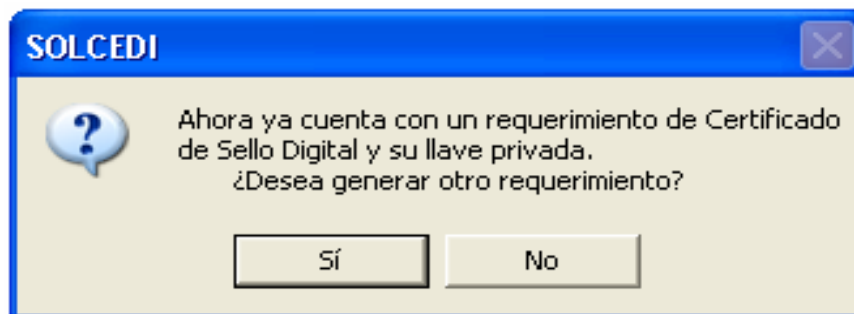 SOLCEDI
Ahora ya cuenta con un requerimiento de Certificado
de Sello Digital y su llave privada.
¿Desea generar otro requerimiento?
Sí
No